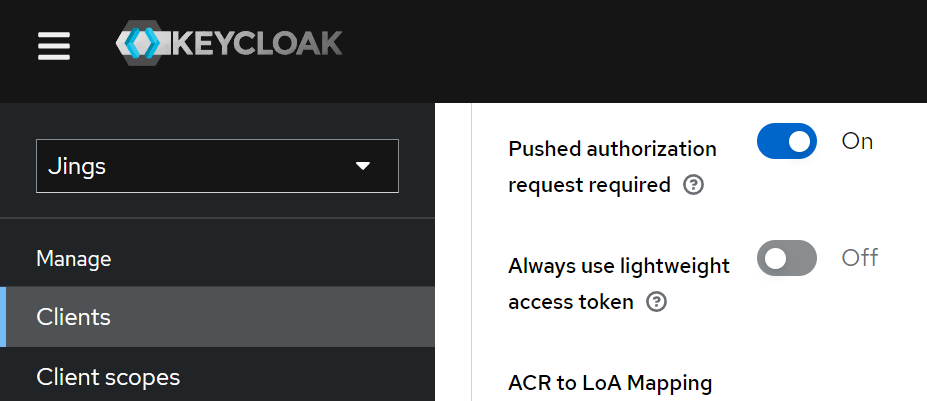 KEYCLOAK
Jings
Manage
Clients
Client scopes
Pushed authorization
request required
On
Always use lightweight
access token
Off
ACR to LoA Mapping